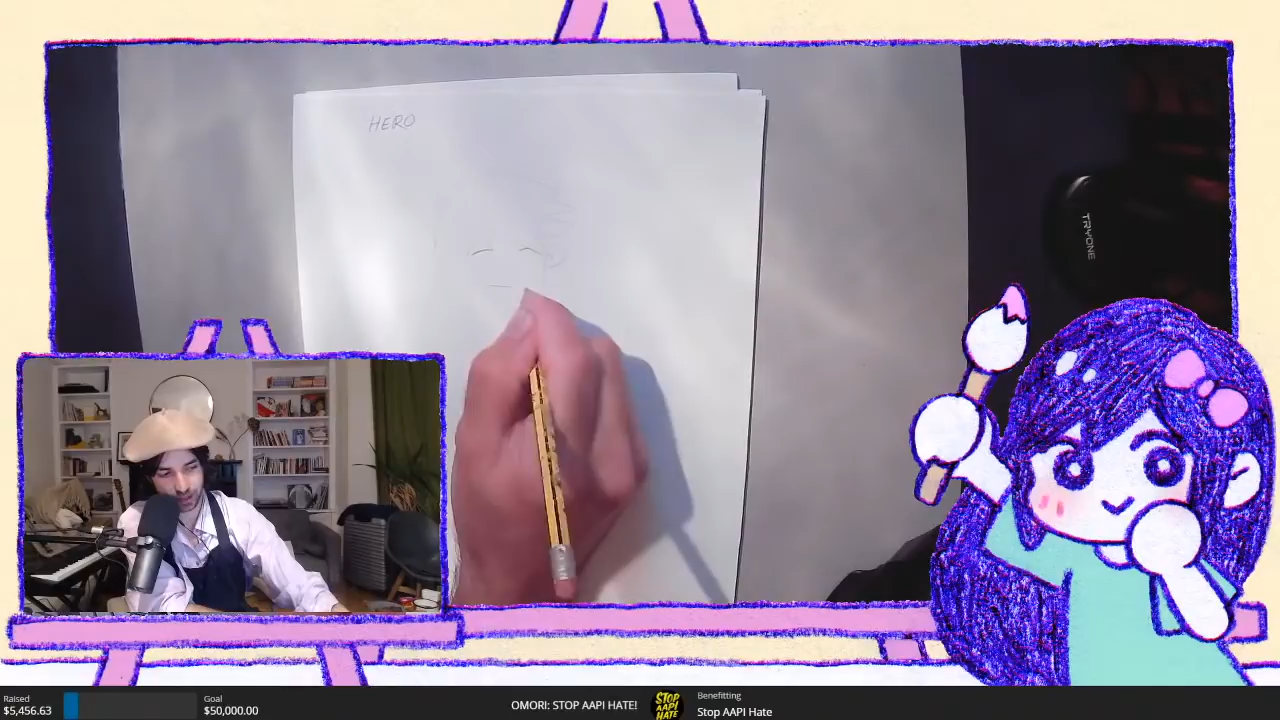 HERO
TRYONE
Raised
$5,456.63
Goal
$50,000.00
OMORI: STOP AAPI HATE!
STOP
AAPI
HATE
Benefitting
Stop AAPI Hate